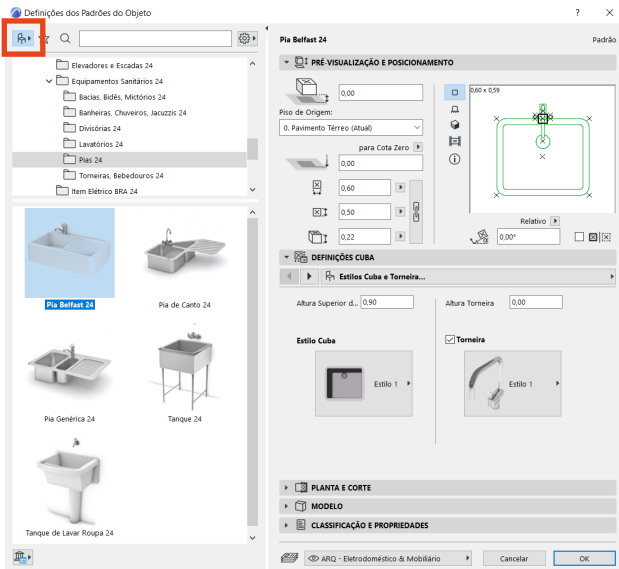 Definições dos Padrões do Objeto
Elevadores e Escadas 24
Equipamentos Sanitários 24
Bacias, Bidês, Mictórios 24
Banheiras, Chuveiros, Jacuzzis 24
Divisórias 24
Lavatórios 24
Pias 24
Torneiras, Bebedouros 24
Item Elétrico BRA 24
Pia Belfast 24
Pia de Canto 24
Pia Genérica 24
Tanque 24
Tanque de Lavar Roupa 24
Pia Belfast 24
Padrão
PRÉ-VISUALIZAÇÃO E POSICIONAMENTO
0,00
Piso de Origem:
0. Pavimento Térreo (Atual)
para Cota Zero
0,00
0,60
0,50
0,22
0,60 x 0,59
Relativo
0,00°
DEFINIÇÕES CUBA
Estilos Cuba e Torneira...
Altura Superior d... 0,90
Altura Torneira 0,00
Estilo Cuba
Torneira
Estilo 1
Estilo 1
PLANTA E CORTE
MODELO
CLASSIFICAÇÃO E PROPRIEDADES
ARQ - Eletrodoméstico & Mobiliário
Cancelar
OK